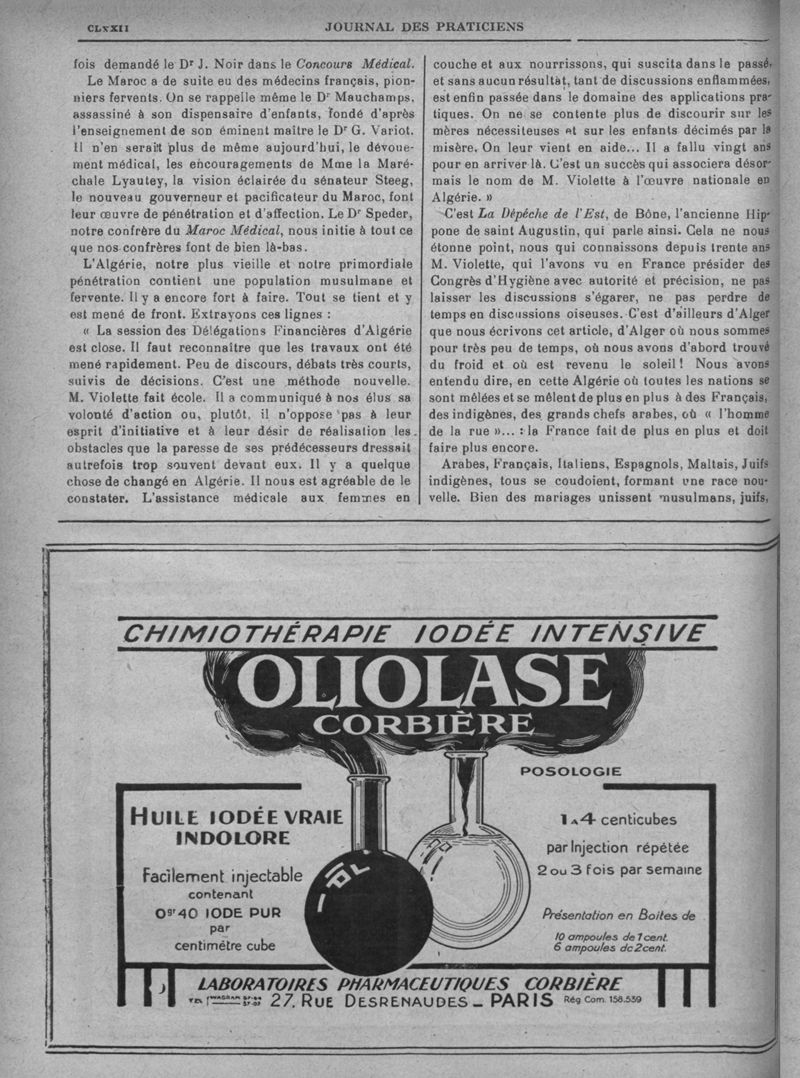 CLXXII
JOURNAL DES PRATICIENS
fois demandé le Dr J. Noir dans le Concours Médical.
Le Maroc a de suite eu des médecins français, pion-
niers fervents. On se rappelle même le Dr Mauchamps,
assassiné à son dispensaire d'enfants, fondé d'après
l'enseignement de son éminent maître le Dr G. Variot.
Il n'en serait plus de même aujourd'hui, le dévoue-
ment médical, les encouragements de Mme la Maré-
chale Lyautey, la vision éclairée du sénateur Steeg,
le nouveau gouverneur et pacificateur du Maroc, font
leur œuvre de pénétration et d'affection. Le Dr Speder,
notre confrère du Maroc Médical, nous initie à tout ce
que nos confrères font de bien là-bas.
L'Algérie, notre plus vieille et notre primordiale
pénétration contient une population musulmane et
fervente. Il y a encore fort à faire. Tout se tient et y
est mené de front. Extrayons ces lignes :
« La session des Délégations Financières d'Algérie
est close. Il faut reconnaître que les travaux ont été
menés rapidement. Peu de discours, débats très courts,
suivis de décisions. C'est une méthode nouvelle.
M. Violette fait école. Il a communiqué à nos élus sa
volonté d'action ou, plutôt, il n'oppose pas à leur
esprit d'initiative et à leur désir de réalisation les
obstacles que la paresse de ses prédécesseurs dressait
autrefois trop souvent devant eux. Il y a quelque
chose de changé en Algérie. Il nous est agréable de le
constater. L'assistance médicale aux femmes en
couche et aux nourrissons, qui suscita dans le passé,
et sans aucun résultat, tant de discussions enflammées,
est enfin passée dans le domaine des applications pra-
tiques. On ne se contente plus de discourir sur les
mères nécessiteuses et sur les enfants décimés par la
misère. On leur vient en aide... Il a fallu vingt ans
pour en arriver là. C'est un succès qui associera désor-
mais le nom de M. Violette à l'œuvre nationale en
Algérie. »
C'est La Dépêche de l'Est, de Bône, l'ancienne Hip-
pone de saint Augustin, qui parle ainsi. Cela ne nous
étonne point, nous qui connaissons depuis trente ans
M. Violette, qui l'avons vu en France présider des
Congrès d'Hygiène avec autorité et précision, ne pas
laisser les discussions s'égarer, ne pas perdre de
temps en discussions oiseuses. C'est d'ailleurs d'Alger
que nous écrivons cet article, d'Alger où nous sommes
pour très peu de temps, où nous avons d'abord trouvé
du froid et où est revenu le soleil ! Nous avons
entendu dire, en cette Algérie où toutes les nations se
sont mêlées et se mêlent de plus en plus à des Français,
des indigènes, des grands chefs arabes, où « l'homme
de la rue »... : la France fait de plus en plus et doit
faire plus encore.
Arabes, Français, Italiens, Espagnols, Maltais, Juifs
indigènes, tous se coudoient, formant une race nou-
velle. Bien des mariages unissent musulmans, juifs,
CHIMIOTHÉRAPIE IODÉE INTENSIVE
OLIOLASE
CORBIÈRE
HUILE IODÉE VRAIE
INDOLORE
Facilement injectable
contenant
0gr40 IODE PUR
par
centimètre cube
POSOLOGIE
1 A 4 centicubes
par Injection répétée
2 ou 3 fois par semaine
Présentation en Boites de
10 ampoules de 1 cent.
6 ampoules de 2 cent.
LABORATOIRES PHARMACEUTIQUES CORBIÈRE
TEL WAGRAM 27, RUE DESRENAUDES - PARIS Rég Com. 158.539